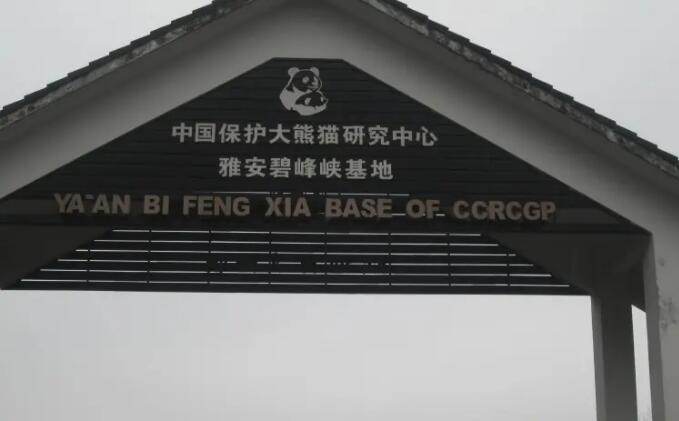 中国保护大熊猫研究中心
雅安碧峰峡基地
YA'AN BI FENG XIA BASE OF CCRCGP